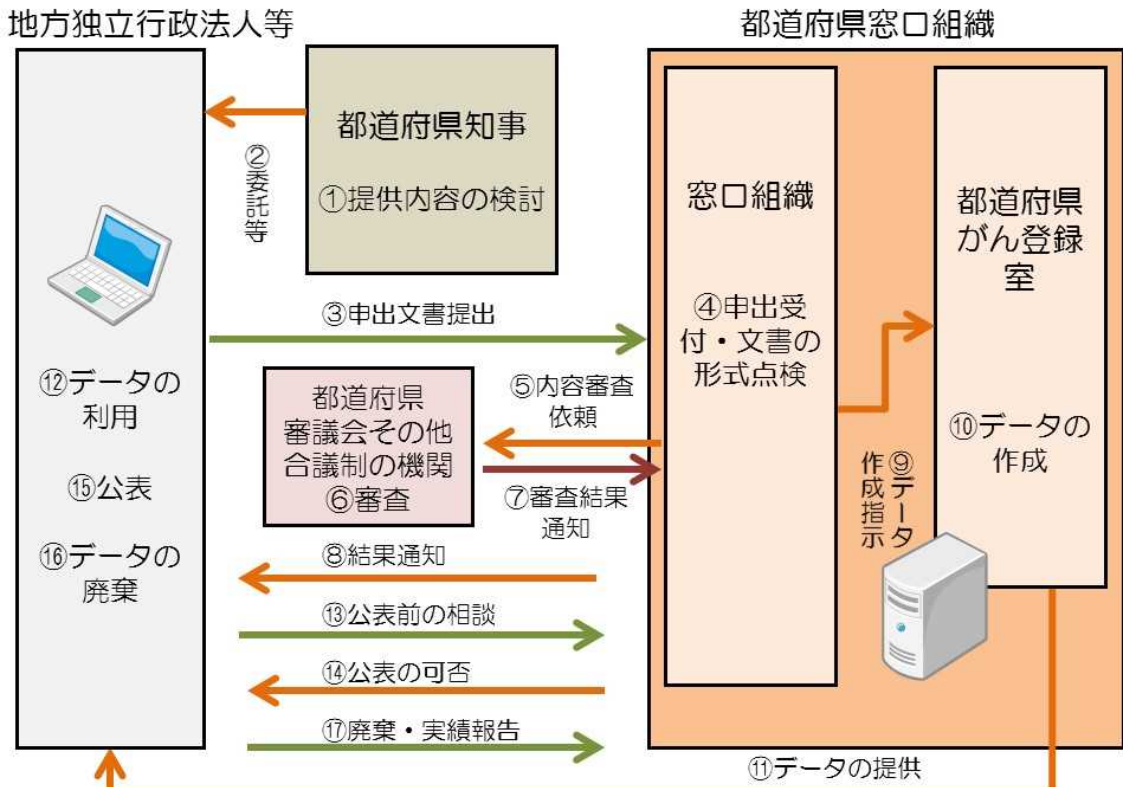 地方独立行政法人等
都道府県窓口組織
都道府県知事
①提供内容の検討
②委託等
③申出文書提出
窓口組織
④申出受
付・文書の
形式点検
都道府県
がん登録
室
⑤内容審査
依頼
都道府県
審議会その他
合議制の機関
⑥審査
⑦審査結果
通知
⑨データ
作成指示
⑩データの
作成
⑧結果通知
⑬公表前の相談
⑭公表の可否
⑰廃棄・実績報告
⑪データの提供
⑫データの
利用
⑮公表
⑯データの
廃棄